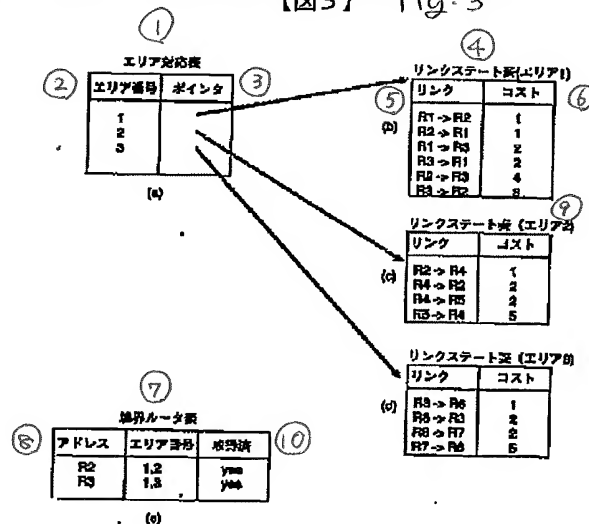 【図3】 Fig. 3
①
エリア対応表
② エリア番号 ポインタ ③
1
2
3
(a)
④
リンクステート表(エリア1)
⑤ リンク コスト ⑥
(b)
R1->R2 1
R2->R1 1
R1->R3 2
R3->R1 2
R2->R3 4
R3->R2
⑨
リンクステート表 (エリア2)
リンク コスト
(c)
R2->R4 1
R4->R2 2
R4->R5 2
R5->R4 5
リンクステート表 (エリア3)
リンク コスト
(d)
R3->R6 1
R6->R3 2
R6->R7 2
R7->R6 5
⑦
境界ルータ表
⑧ アドレス エリア番号 取得済 ⑩
R2 1,2 yes
R3 1,3 yes
(e)